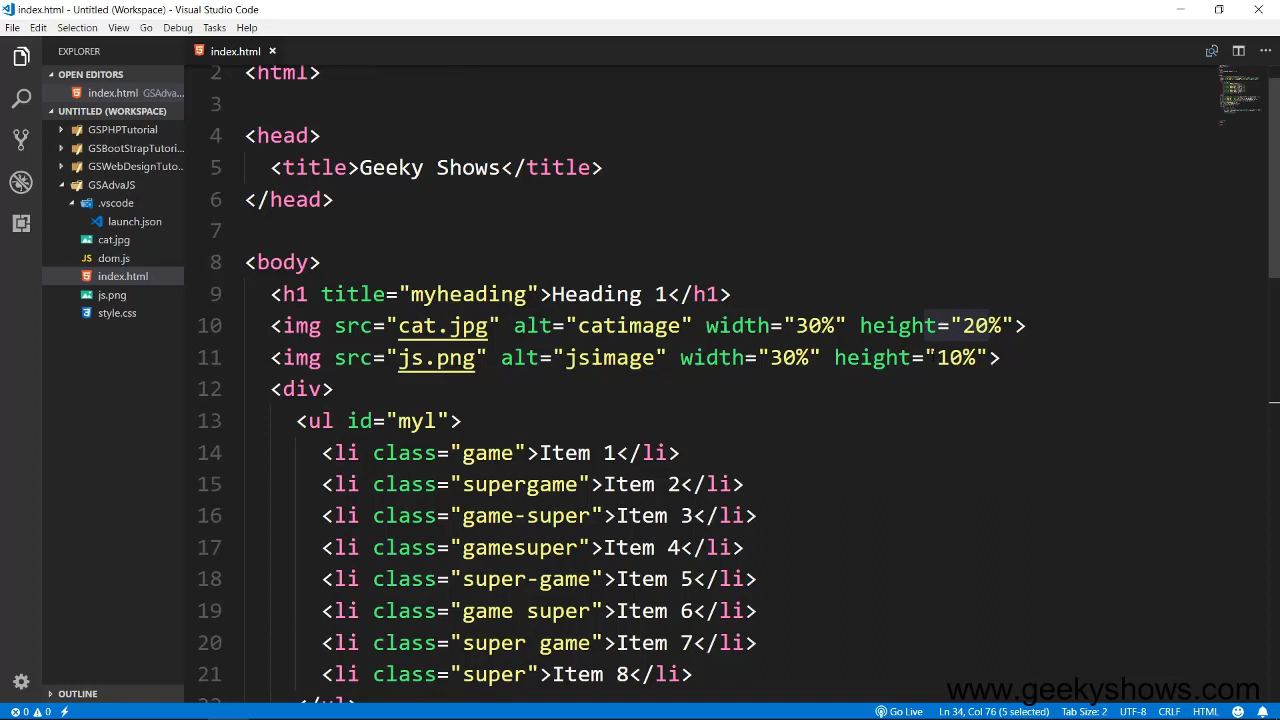 index.html - Untitled (Workspace) - Visual Studio Code
File Edit Selection View Go Debug Tasks Help
EXPLORER
OPEN EDITORS
index.html GSAdva...
UNTITLED (WORKSPACE)
GSPHPTutorial
GSBootStrapTutori...
GSWebDesignTuto...
GSAdvaJS
.vscode
launch.json
cat.jpg
JS dom.js
index.html
js.png
style.css
OUTLINE
index.html
2 <html>
3
4 <head>
5 <title>Geeky Shows</title>
6 </head>
7
8 <body>
9 <h1 title="myheading">Heading 1</h1>
10 <img src="cat.jpg" alt="catimage" width="30%" height="20%">
11 <img src="js.png" alt="jsimage" width="30%" height="10%">
12 <div>
13 <ul id="myl">
14 <li class="game">Item 1</li>
15 <li class="supergame">Item 2</li>
16 <li class="game-super">Item 3</li>
17 <li class="gamesuper">Item 4</li>
18 <li class="super-game">Item 5</li>
19 <li class="game super">Item 6</li>
20 <li class="super game">Item 7</li>
21 <li class="super">Item 8</li>
www.geekyshows.com
0 0 Go Live Ln 34, Col 76 (5 selected) Tab Size: 2 UTF-8 CRLF HTML